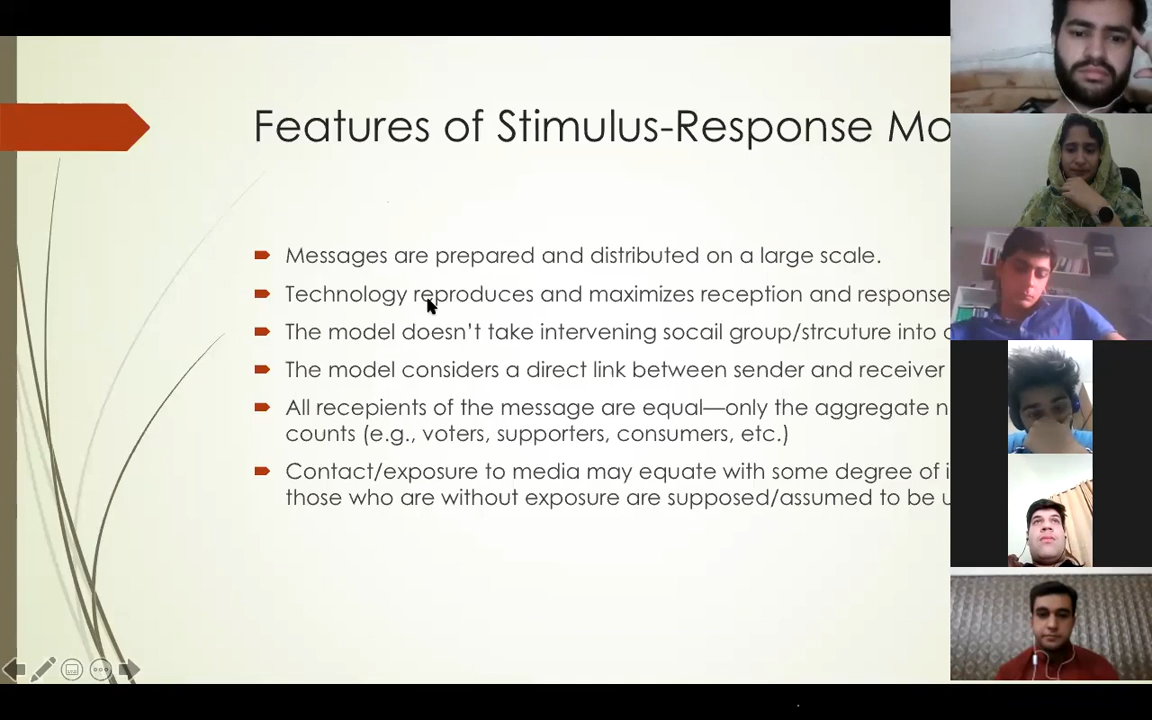 Features of Stimulus-Response Mo
Messages are prepared and distributed on a large scale.
Technology reproduces and maximizes reception and response
The model doesn't take intervening socail group/strcuture into
The model considers a direct link between sender and receiver
All recepients of the message are equal—only the aggregate n
counts (e.g., voters, supporters, consumers, etc.)
Contact/exposure to media may equate with some degree of i
those who are without exposure are supposed/assumed to be u